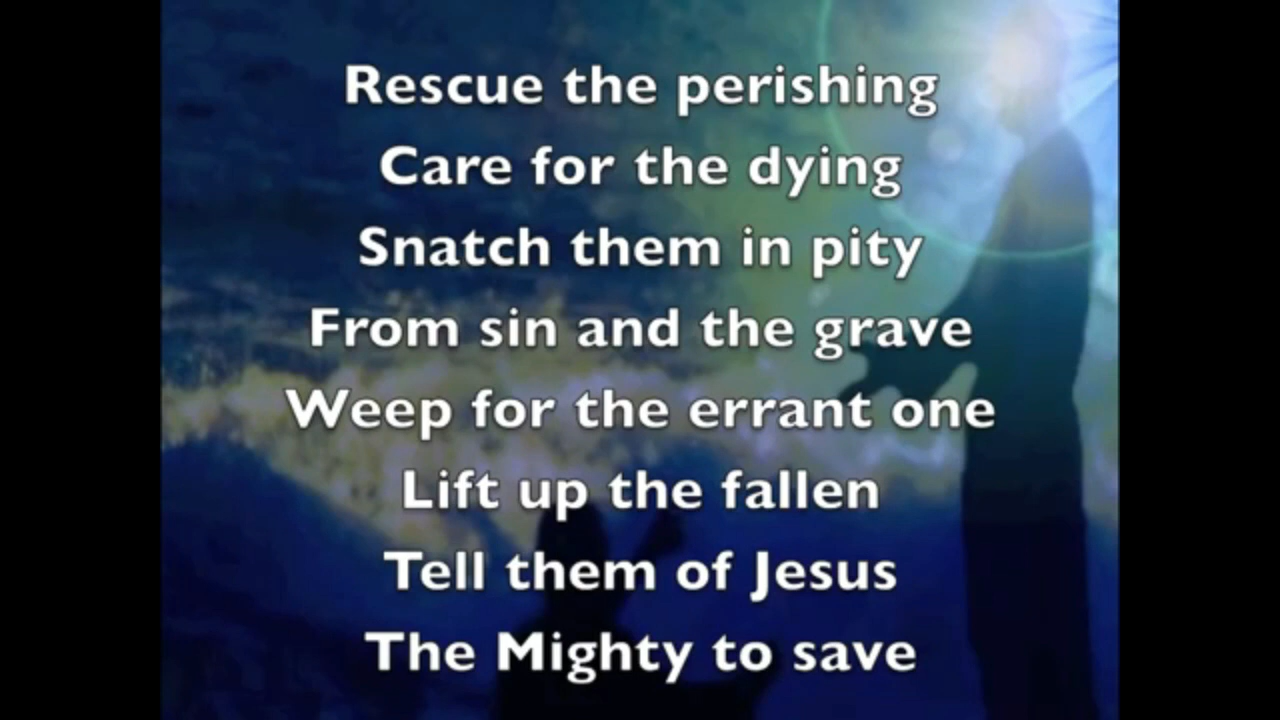 Rescue the perishing
Care for the dying
Snatch them in pity
From sin and the grave
Weep for the errant one
Lift up the fallen
Tell them of Jesus
The Mighty to save